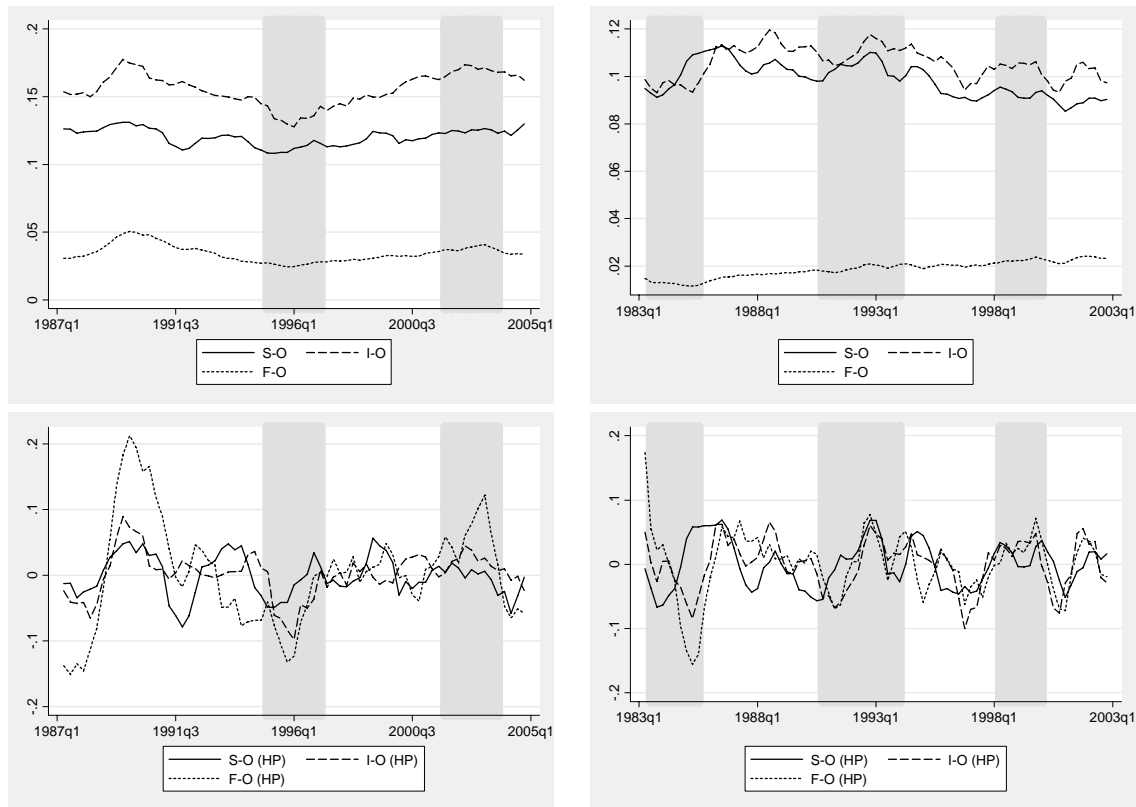 .2
.15
.1
.05
0
1987q1 1991q3 1996q1 2000q3 2005q1
S-O I-O
F-O
.12
.1
.08
.06
.04
.02
1983q1 1988q1 1993q1 1998q1 2003q1
S-O I-O
F-O
.2
.1
0
-.1
-.2
1987q1 1991q3 1996q1 2000q3 2005q1
S-O (HP) I-O (HP)
F-O (HP)
.2
.1
0
-.1
-.2
1983q1 1988q1 1993q1 1998q1 2003q1
S-O (HP) I-O (HP)
F-O (HP)